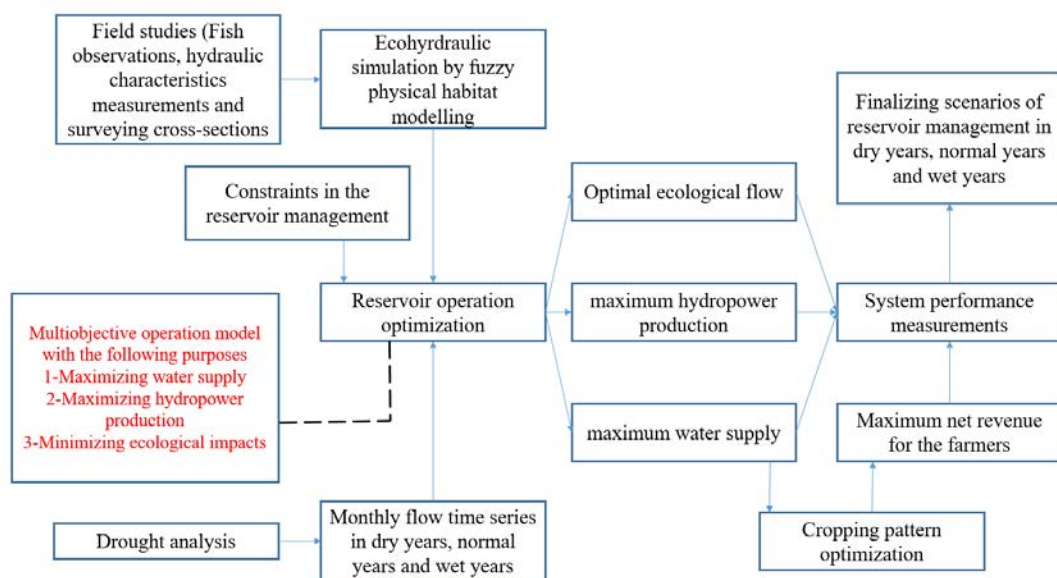 Field studies (Fish
observations, hydraulic
characteristics
measurements and
surveying cross-sections
Ecohyrdraulic
simulation by fuzzy
physical habitat
modelling
Finalizing scenarios of
reservoir management in
dry years, normal years
and wet years
Constraints in the
reservoir management
Optimal ecological flow
Multiobjective operation model
with the following purposes
1-Maximizing water supply
2-Maximizing hydropower
production
3-Minimizing ecological impacts
Reservoir operation
optimization
maximum hydropower
production
System performance
measurements
maximum water supply
Maximum net revenue
for the farmers
Drought analysis
Monthly flow time series
in dry years, normal
years and wet years
Cropping pattern
optimization